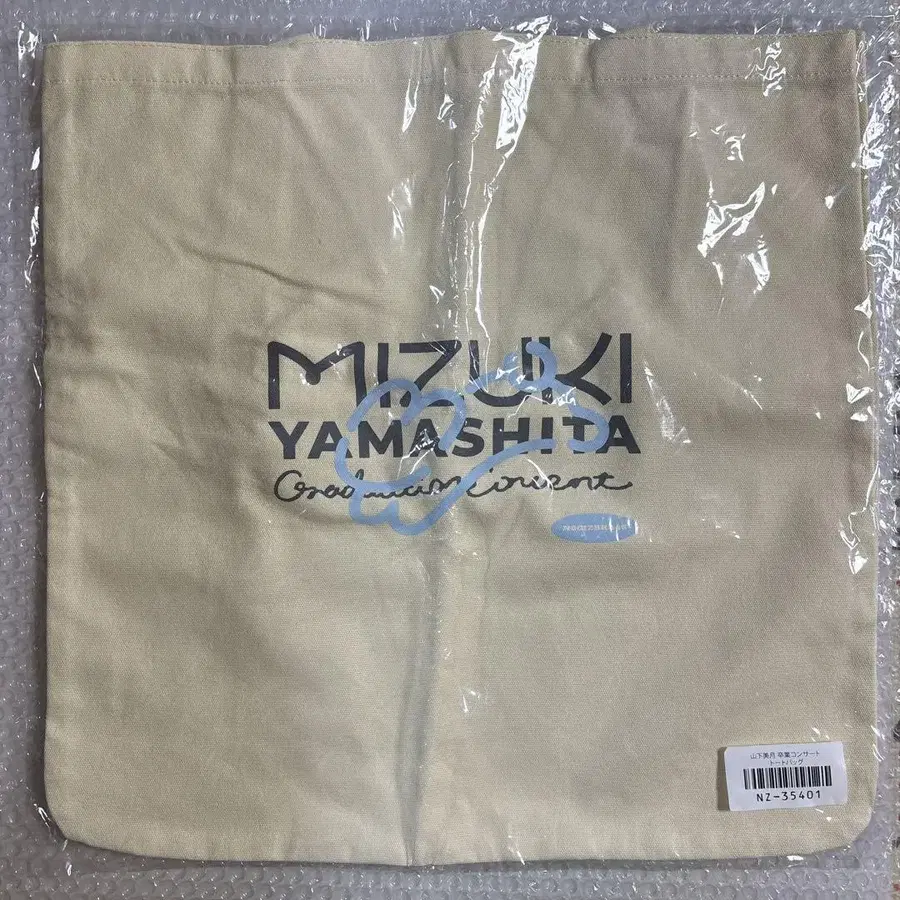 MIZUKI
YAMASHITA
Graduation Concert
NOGIZAKA46
山下美月 卒業コンサート
トートバッグ
NZ-35401